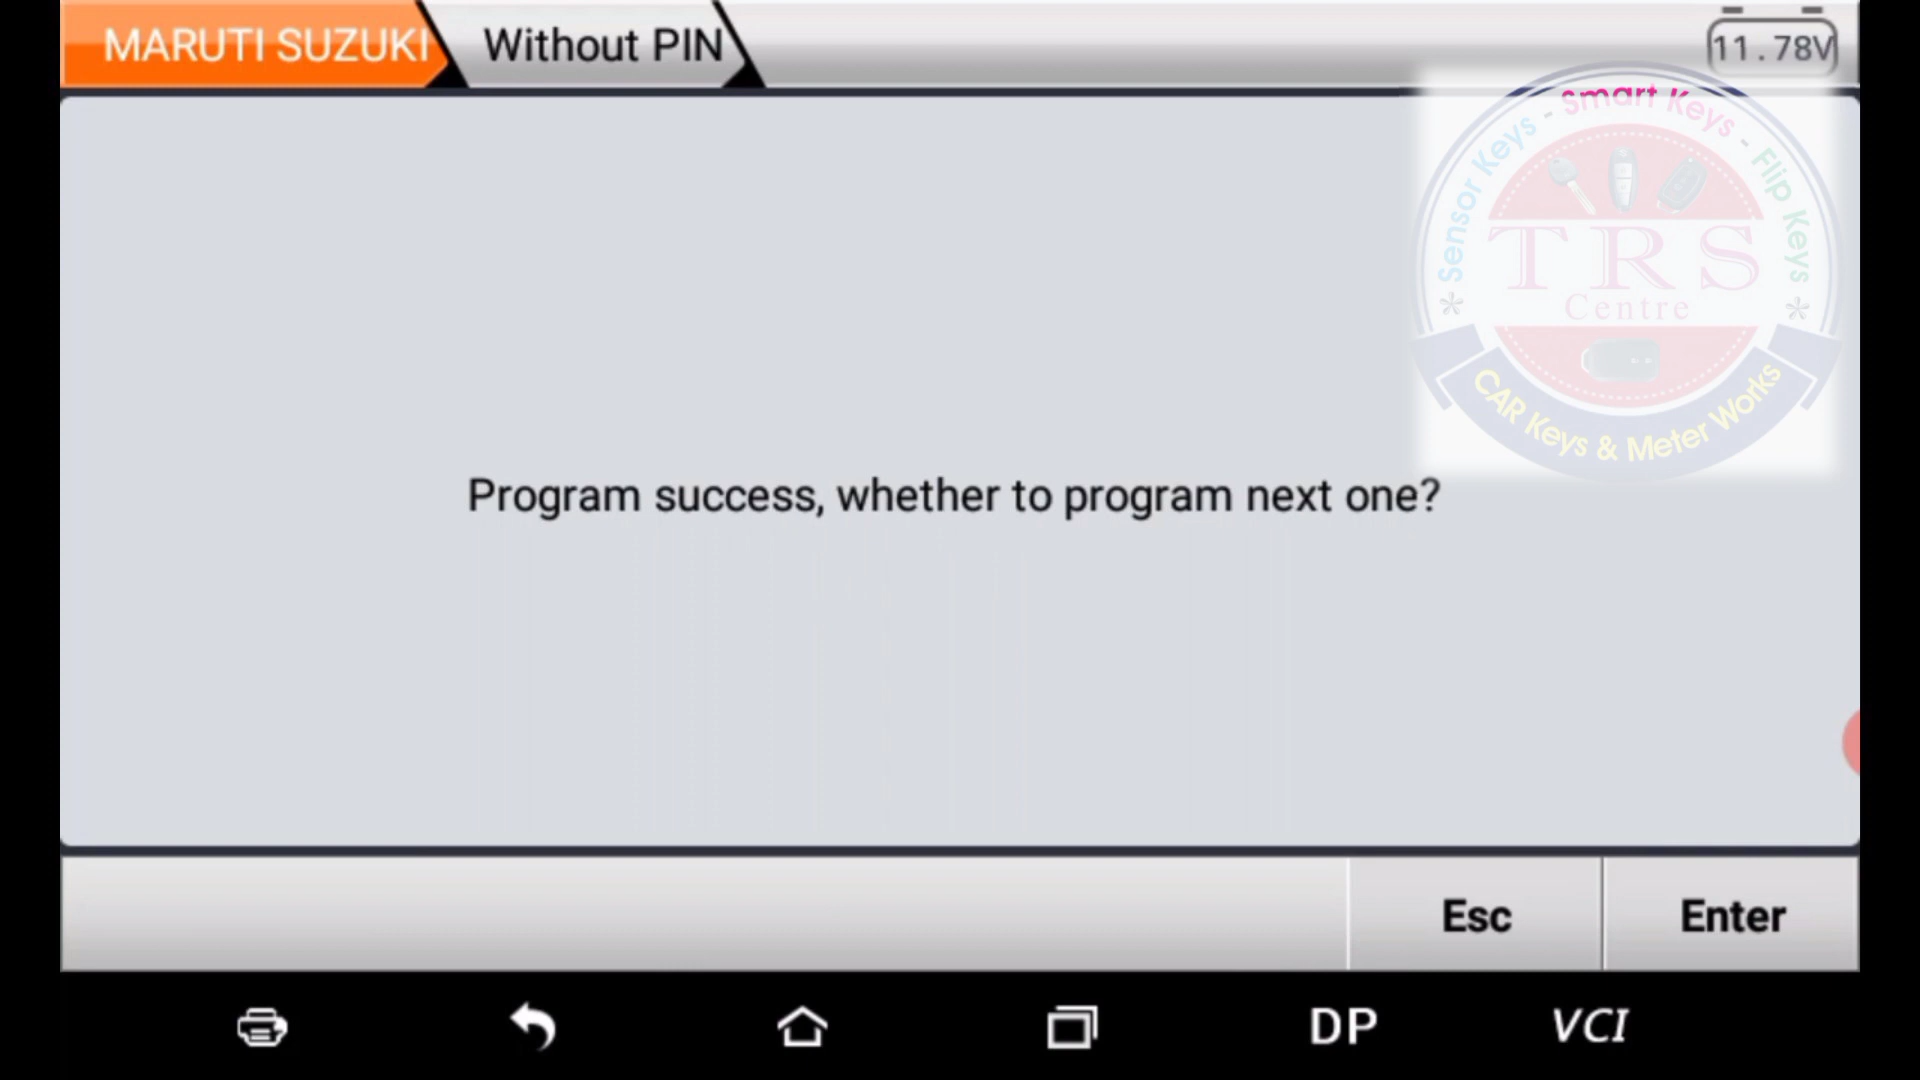 MARUTI SUZUKI
Without PIN
11.78V
Sensor Keys - Smart Keys - Flip Keys
TRS
Centre
CAR Keys & Meter Works
Program success, whether to program next one?
Esc
Enter
DP
VCI